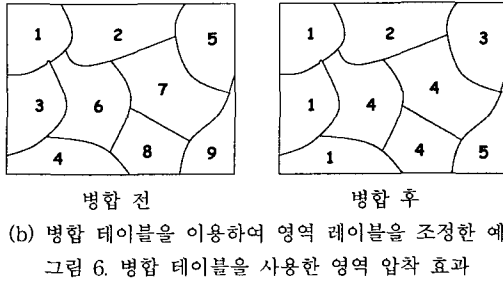 1 2 5 1 2 3
7 4
3 6 1 4
4 8 9 1 4 5
병합 전 병합 후
(b) 병합 테이블을 이용하여 영역 레이블을 조정한 예
그림 6. 병합 테이블을 사용한 영역 압착 효과